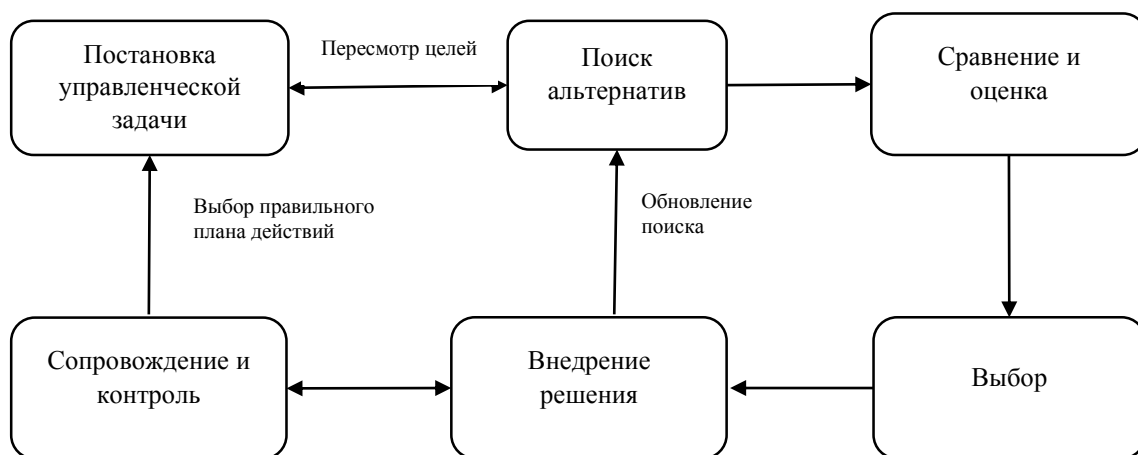 Постановка
управленческой
задачи
Пересмотр целей
Поиск
альтернатив
Сравнение и
оценка
Выбор правильного
плана действий
Обновление
поиска
Сопровождение и
контроль
Внедрение
решения
Выбор